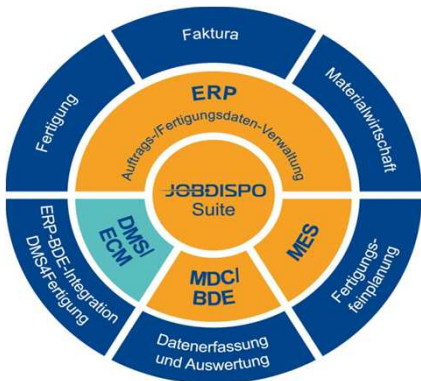 Faktura
Fertigung
Materialwirtschaft
ERP
Auftrags-/Fertigungsdaten-Verwaltung
JOBDISPO
Suite
DMS/
ECM
MDC/
BDE
MES
ERP-BDE-Integration
DMS4Fertigung
Datenerfassung
und Auswertung
Fertigungs-
feinplanung